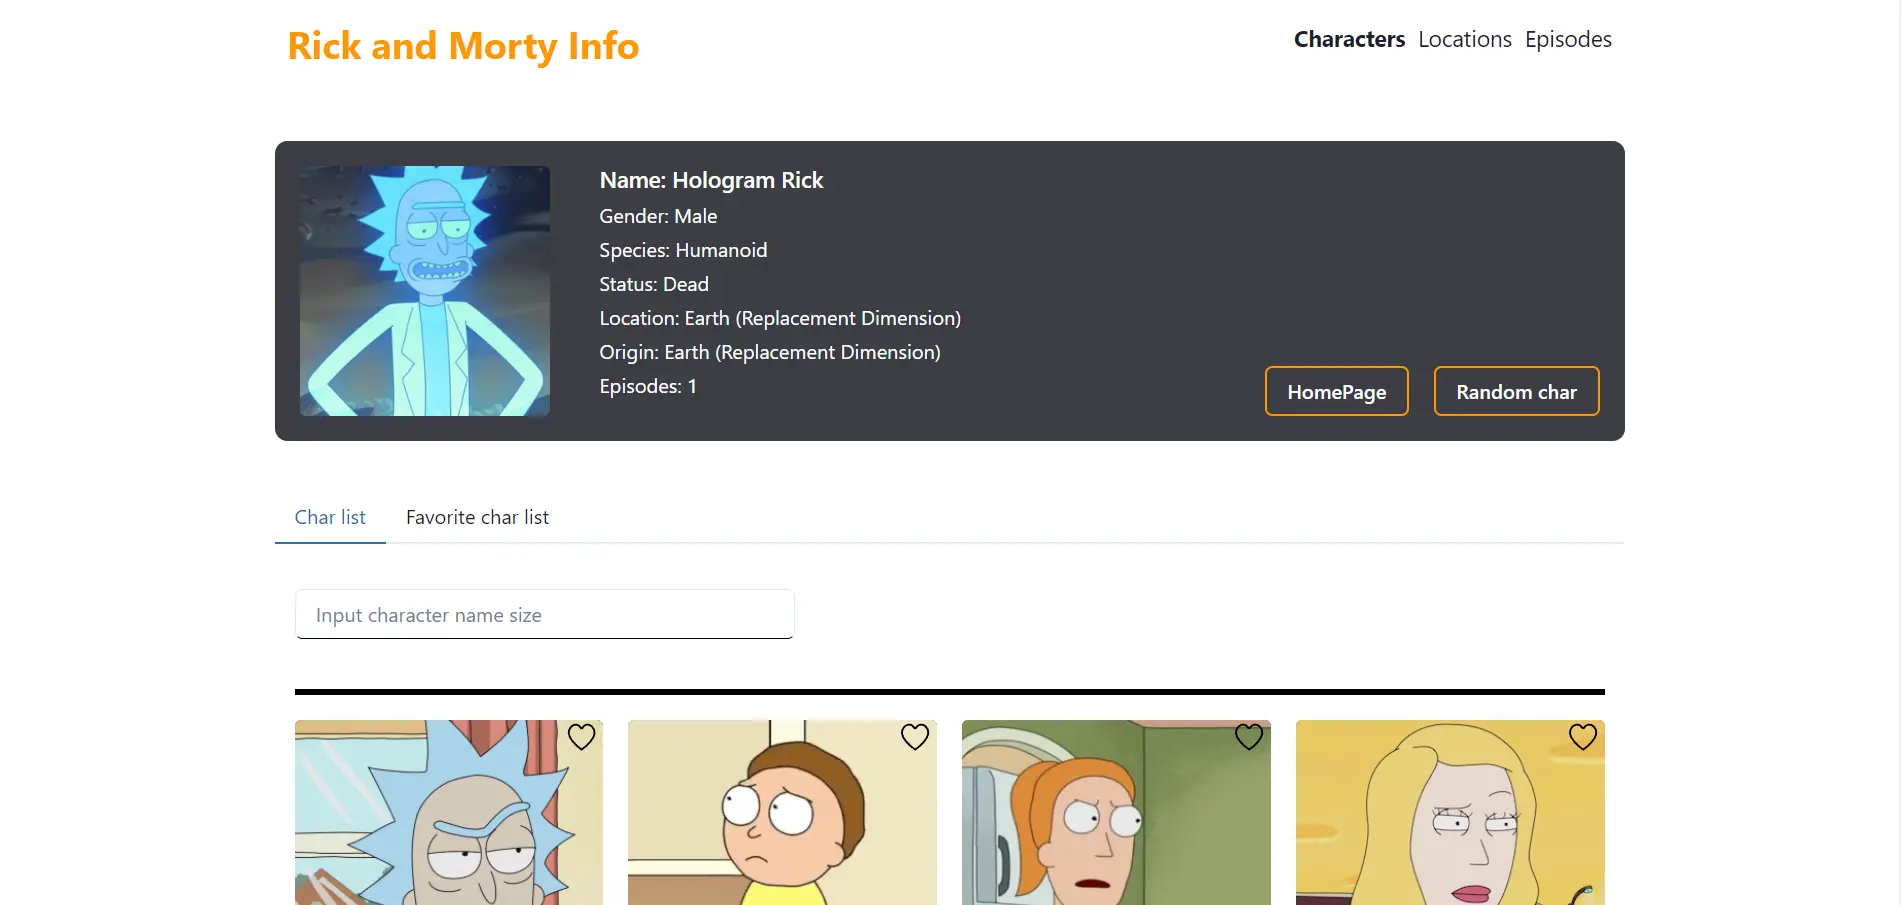 Rick and Morty Info
Characters Locations Episodes
Name: Hologram Rick
Gender: Male
Species: Humanoid
Status: Dead
Location: Earth (Replacement Dimension)
Origin: Earth (Replacement Dimension)
Episodes: 1
HomePage Random char
Char list Favorite char list
Input character name size